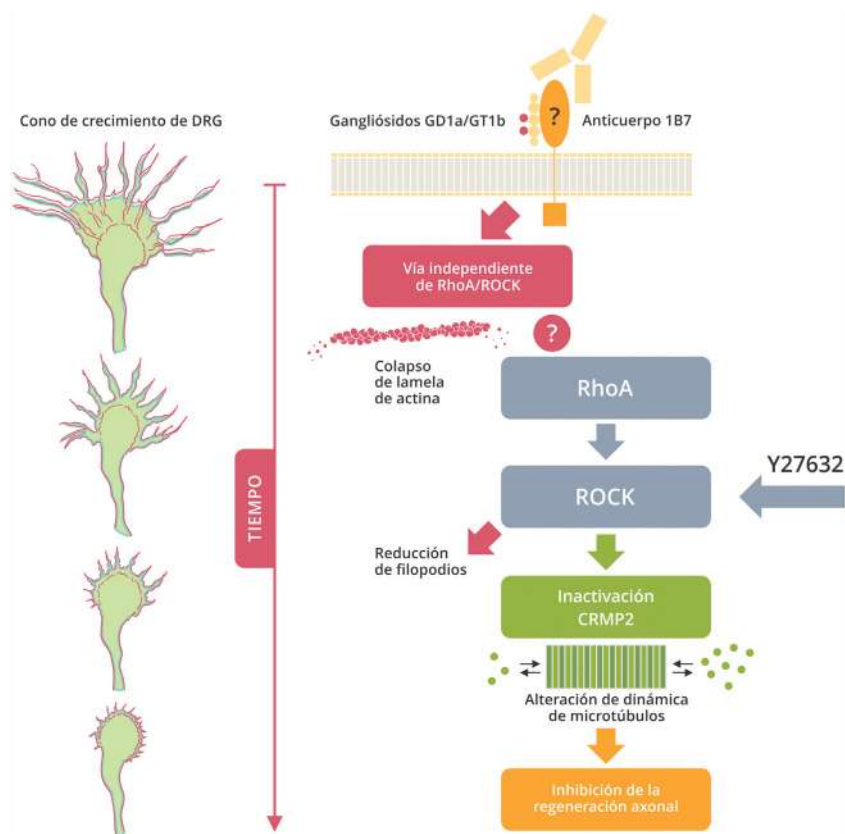 Cono de crecimiento de DRG
Gangliósidos GD1a/GT1b
?
Anticuerpo 1B7
Vía independiente
de RhoA/ROCK
?
Colapso
de lamela
de actina
RhoA
TIEMPO
Y27632
ROCK
Reducción
de filopodios
Inactivación
CRMP2
Alteración de dinámica
de microtúbulos
Inhibición de la
regeneración axonal